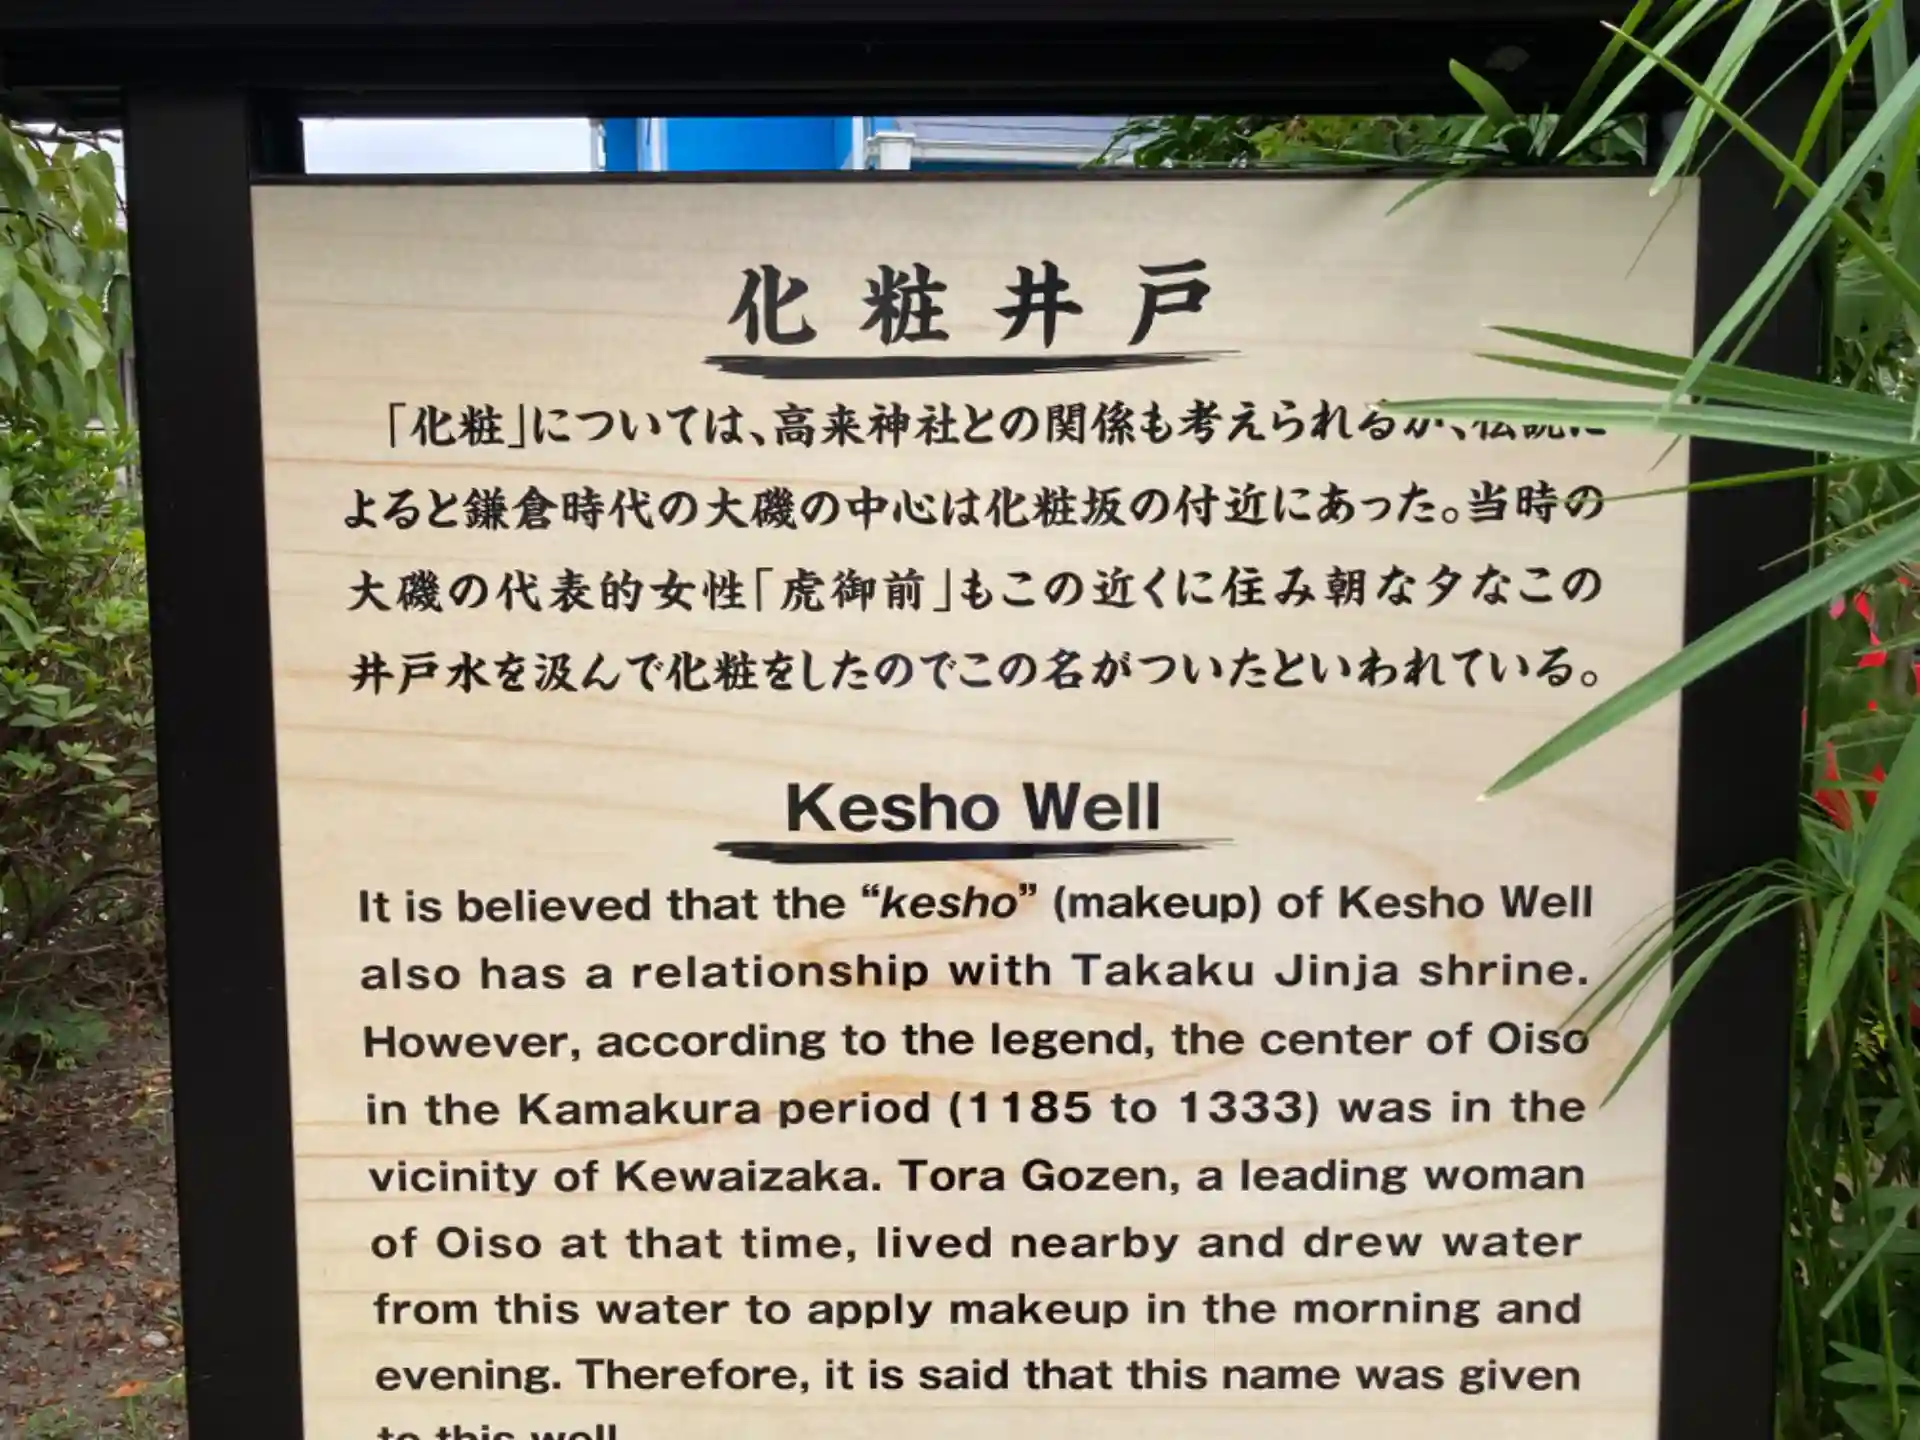 化粧井戸
「化粧」については、高来神社との関係も考えられるが、伝説に
よると鎌倉時代の大磯の中心は化粧坂の付近にあった。当時の
大磯の代表的女性「虎御前」もこの近くに住み朝な夕なこの
井戸水を汲んで化粧をしたのでこの名がついたといわれている。
Kesho Well
It is believed that the “kesho” (makeup) of Kesho Well
also has a relationship with Takaku Jinja shrine.
However, according to the legend, the center of Oiso
in the Kamakura period (1185 to 1333) was in the
vicinity of Kewaizaka. Tora Gozen, a leading woman
of Oiso at that time, lived nearby and drew water
from this water to apply makeup in the morning and
evening. Therefore, it is said that this name was given
to this well